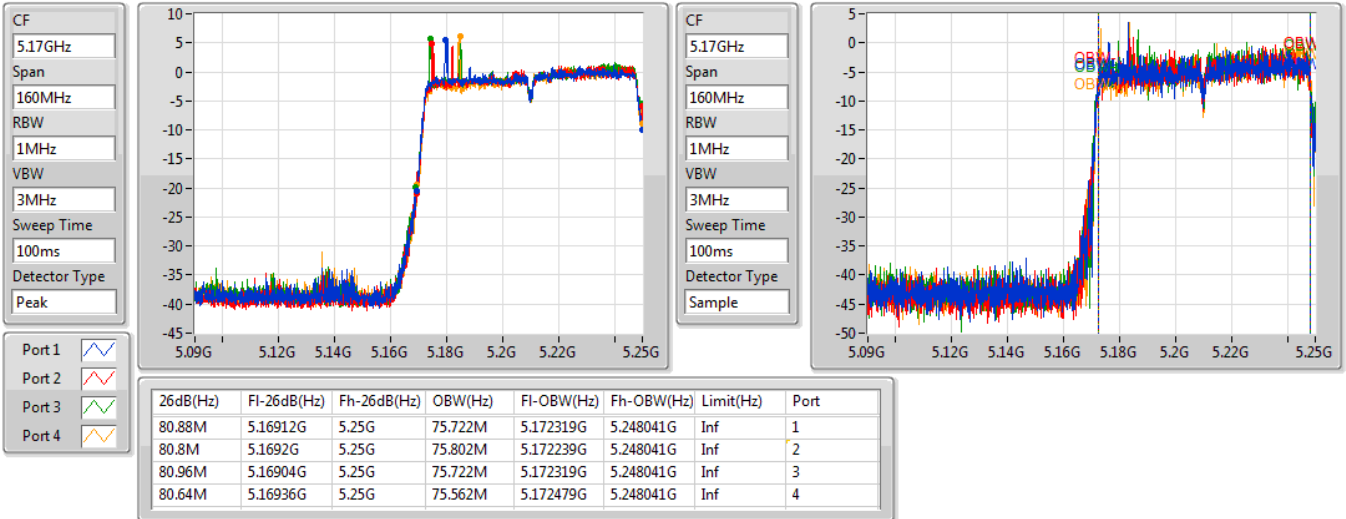 CF
5.17GHz
Span
160MHz
RBW
1MHz
VBW
3MHz
Sweep Time
100ms
Detector Type
Peak
10
5
0
-5
-10
-15
-20
-25
-30
-35
-40
-45
5.09G 5.12G 5.14G 5.16G 5.18G 5.2G 5.22G 5.25G
CF
5.17GHz
Span
160MHz
RBW
1MHz
VBW
3MHz
Sweep Time
100ms
Detector Type
Sample
5
0
-5
-10
-15
-20
-25
-30
-35
-40
-45
-50
OBW
OBW
OBW
OBW
5.09G 5.12G 5.14G 5.16G 5.18G 5.2G 5.22G 5.25G
Port 1
Port 2
Port 3
Port 4
26dB(Hz) Fl-26dB(Hz) Fh-26dB(Hz) OBW(Hz) Fl-OBW(Hz) Fh-OBW(Hz) Limit(Hz) Port
80.88M 5.16912G 5.25G 75.722M 5.172319G 5.248041G Inf 1
80.8M 5.1692G 5.25G 75.802M 5.172239G 5.248041G Inf 2
80.96M 5.16904G 5.25G 75.722M 5.172319G 5.248041G Inf 3
80.64M 5.16936G 5.25G 75.562M 5.172479G 5.248041G Inf 4